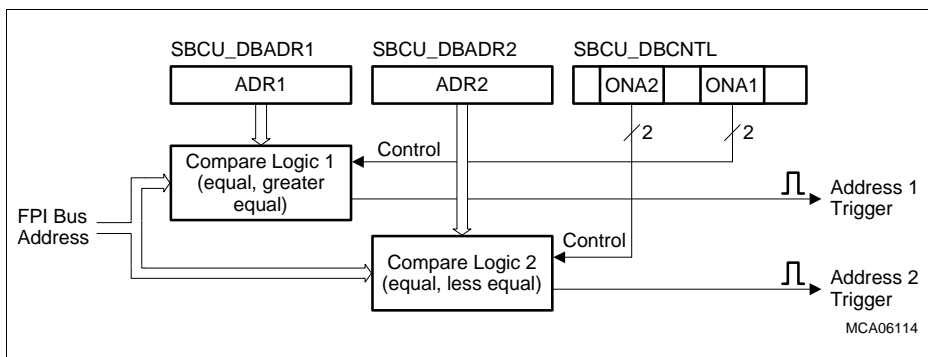 SBCU_DBADR1
SBCU_DBADR2
SBCU_DBCNTL
ADR1
ADR2
ONA2
ONA1
2
2
Control
Compare Logic 1
(equal, greater
equal)
FPI Bus
Address
Address 1
Trigger
Control
Compare Logic 2
(equal, less equal)
Address 2
Trigger
MCA06114